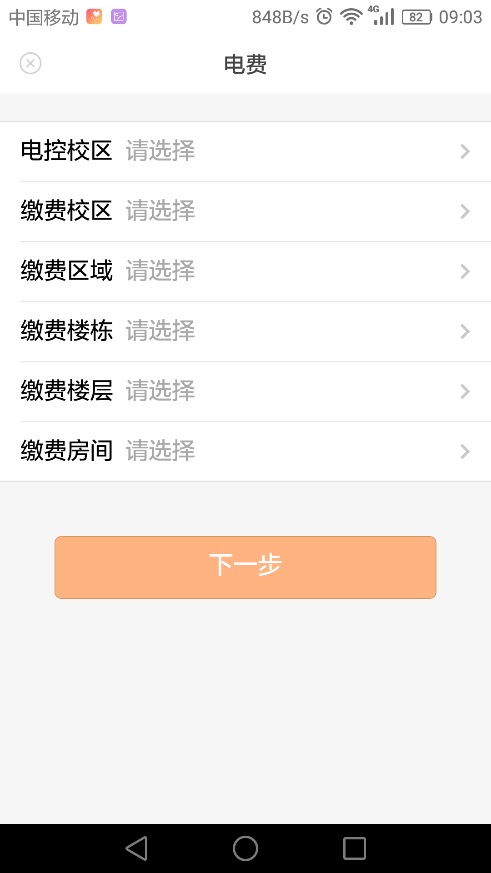 中国移动 848B/s 4G 82 09:03
电费
电控校区 请选择
缴费校区 请选择
缴费区域 请选择
缴费楼栋 请选择
缴费楼层 请选择
缴费房间 请选择
下一步